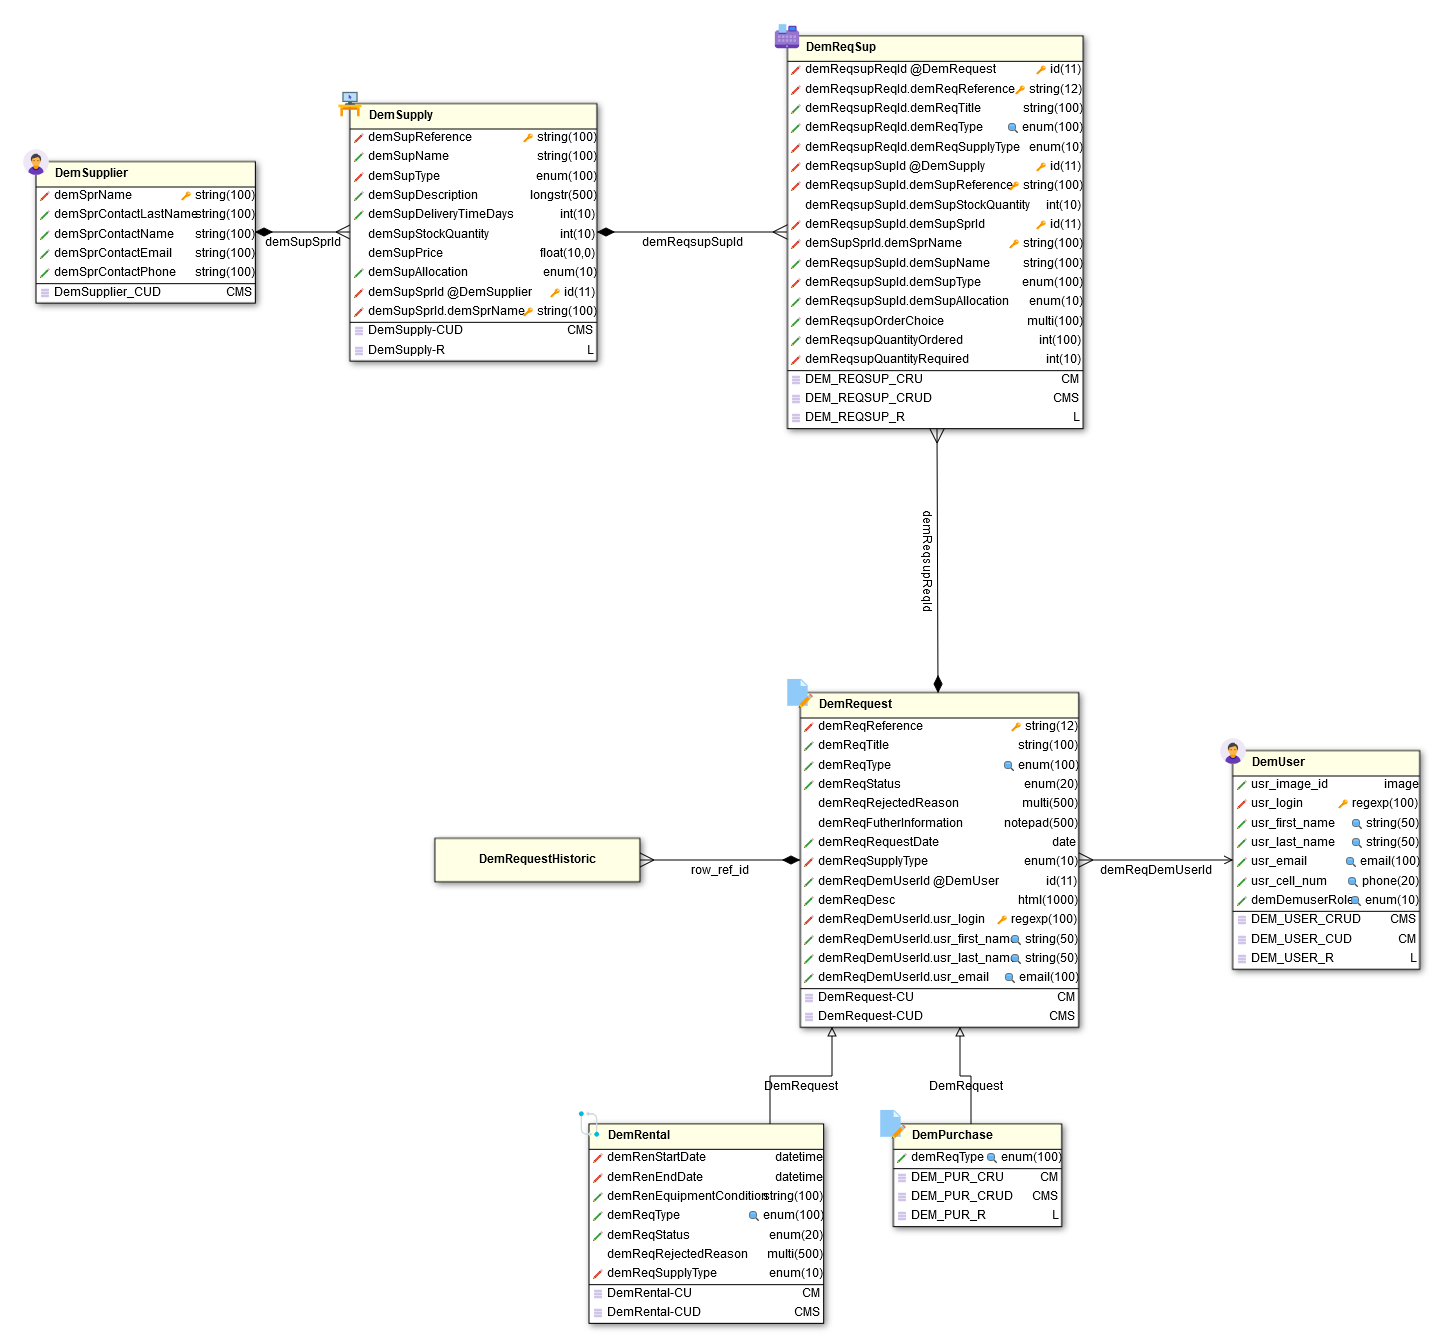 DemReqSup
demReqsupReqId @DemRequest id(11)
demReqsupReqId.demReqReference string(12)
demReqsupReqId.demReqTitle string(100)
demReqsupReqId.demReqType enum(100)
demReqsupReqId.demReqSupplyType enum(10)
demReqsupSupId @DemSupply id(11)
demReqsupSupId.demSupReference string(100)
demReqsupSupId.demSupStockQuantity int(10)
demReqsupSupId.demSupSprId id(11)
demSupSprId.demSprName string(100)
demReqsupSupId.demSupName string(100)
demReqsupSupId.demSupType enum(100)
demReqsupSupId.demSupAllocation enum(10)
demReqsupOrderChoice multi(100)
demReqsupQuantityOrdered int(100)
demReqsupQuantityRequired int(10)
DEM_REQSUP_CRU CM
DEM_REQSUP_CRUD CMS
DEM_REQSUP_R L
DemSupply
demSupReference string(100)
demSupName string(100)
demSupType enum(100)
demSupDescription longstr(500)
demSupDeliveryTimeDays int(10)
demSupStockQuantity int(10)
demSupPrice float(10,0)
demSupAllocation enum(10)
demSupSprId @DemSupplier id(11)
demSupSprId.demSprName string(100)
DemSupply-CUD CMS
DemSupply-R L
DemSupplier
demSprName string(100)
demSprContactLastName string(100)
demSprContactName string(100)
demSprContactEmail string(100)
demSprContactPhone string(100)
DemSupplier_CUD CMS
demSupSprId
demReqsupSupId
demReqsupReqId
DemRequest
demReqReference string(12)
demReqTitle string(100)
demReqType enum(100)
demReqStatus enum(20)
demReqRejectedReason multi(500)
demReqFutherInformation notepad(500)
demReqRequestDate date
demReqSupplyType enum(10)
demReqDemUserId @DemUser id(11)
demReqDesc html(1000)
demReqDemUserId.usr_login regexp(100)
demReqDemUserId.usr_first_name string(50)
demReqDemUserId.usr_last_name string(50)
demReqDemUserId.usr_email email(100)
DemRequest-CU CM
DemRequest-CUD CMS
DemUser
usr_image_id image
usr_login regexp(100)
usr_first_name string(50)
usr_last_name string(50)
usr_email email(100)
usr_cell_num phone(20)
demDemuserRole enum(10)
DEM_USER_CRUD CMS
DEM_USER_CUD CM
DEM_USER_R L
DemRequestHistoric
row_ref_id
demReqDemUserId
DemRequest
DemRequest
DemRental
demRenStartDate datetime
demRenEndDate datetime
demRenEquipmentCondition string(100)
demReqType enum(100)
demReqStatus enum(20)
demReqRejectedReason multi(500)
demReqSupplyType enum(10)
DemRental-CU CM
DemRental-CUD CMS
DemPurchase
demReqType enum(100)
DEM_PUR_CRU CM
DEM_PUR_CRUD CMS
DEM_PUR_R L